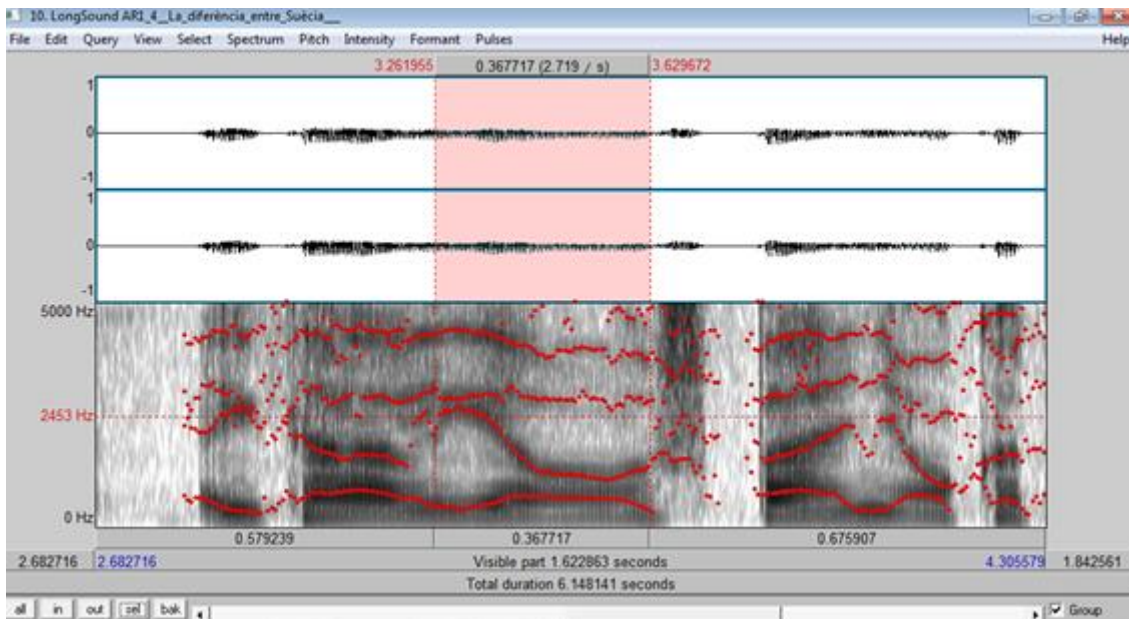 10. LongSound ARI_4__La_diferència_entre_Suècia__
File Edit Query View Select Spectrum Pitch Intensity Formant Pulses Help
3.261955 0.367717 (2.719 / s) 3.629672
1
0
-1
1
0
-1
5000 Hz
2453 Hz
0 Hz
0.579239 0.367717 0.675907
2.682716 2.682716 Visible part 1.622863 seconds 4.305579 1.842561
Total duration 6.148141 seconds
all in out sel bak Group